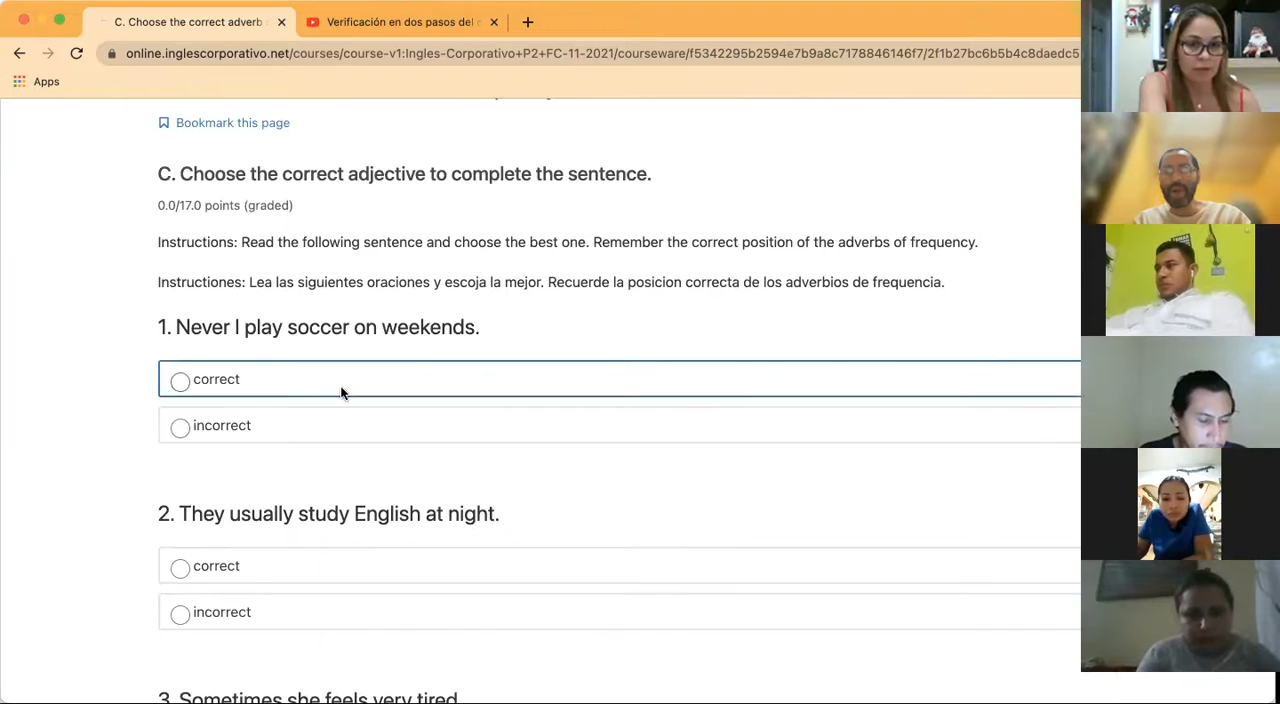 C. Choose the correct adverb
Verificación en dos pasos del
online.inglescorporativo.net/courses/course-v1:Ingles-Corporativo+P2+FC-11-2021/courseware/f5342295b2594e7b9a8c7178846146f7/2f1b27bc6b5b4c8daedc5
Apps
Bookmark this page
C. Choose the correct adjective to complete the sentence.
0.0/17.0 points (graded)
Instructions: Read the following sentence and choose the best one. Remember the correct position of the adverbs of frequency.
Instructiones: Lea las siguientes oraciones y escoja la mejor. Recuerde la posicion correcta de los adverbios de frecuencia.
1. Never I play soccer on weekends.
correct
incorrect
2. They usually study English at night.
correct
incorrect
3. Sometimes she feels very tired.